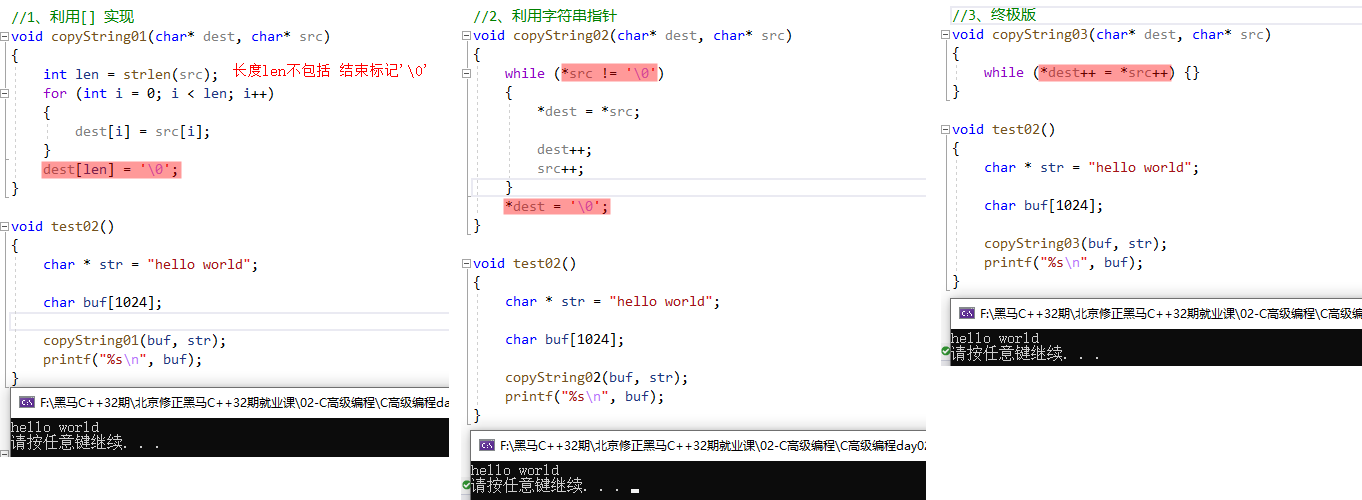 //1、利用[] 实现
void copyString01(char* dest, char* src)
{
int len = strlen(src); 长度len不包括 结束标记'\0'
for (int i = 0; i < len; i++)
{
dest[i] = src[i];
}
dest[len] = '\0';
}
void test02()
{
char * str = "hello world";
char buf[1024];
copyString01(buf, str);
printf("%s\n", buf);
}
F:\黑马C++32期\北京修正黑马C++32期就业课\02-C高级编程\C高级编程da
hello world
请按任意键继续. . .
//2、利用字符串指针
void copyString02(char* dest, char* src)
{
while (*src != '\0')
{
*dest = *src;
dest++;
src++;
}
*dest = '\0';
}
void test02()
{
char * str = "hello world";
char buf[1024];
copyString02(buf, str);
printf("%s\n", buf);
}
F:\黑马C++32期\北京修正黑马C++32期就业课\02-C高级编程\C高级编程day02
hello world
请按任意键继续. . .
//3、终极版
void copyString03(char* dest, char* src)
{
while (*dest++ = *src++) {}
}
void test02()
{
char * str = "hello world";
char buf[1024];
copyString03(buf, str);
printf("%s\n", buf);
}
F:\黑马C++32期\北京修正黑马C++32期就业课\02-C高级编程\C高级编
hello world
请按任意键继续. . .